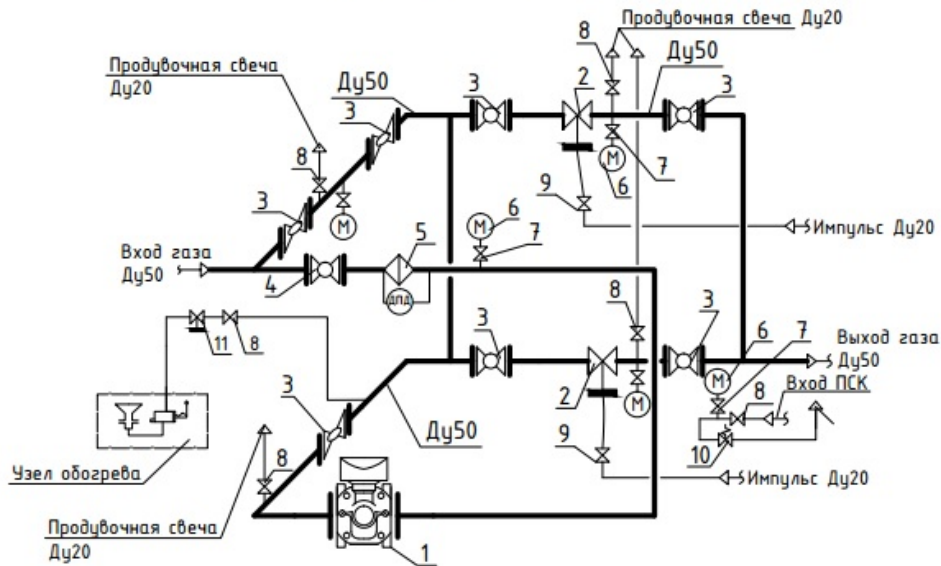 Продувочная свеча Ду20
8
Продувочная свеча
Ду20
Ду50
3
2
Ду50
3
3
8
7
М
6
М
9
Импульс Ду20
3
М
6
7
5
Вход газа
Ду50
4
ДПД
8
3
3
6
7
Выход газа
Ду50
11
8
2
М
М
Вход ПСК
8
3
Ду50
10
9
Узел обогрева
8
Импульс Ду20
Продувочная свеча
Ду20
1